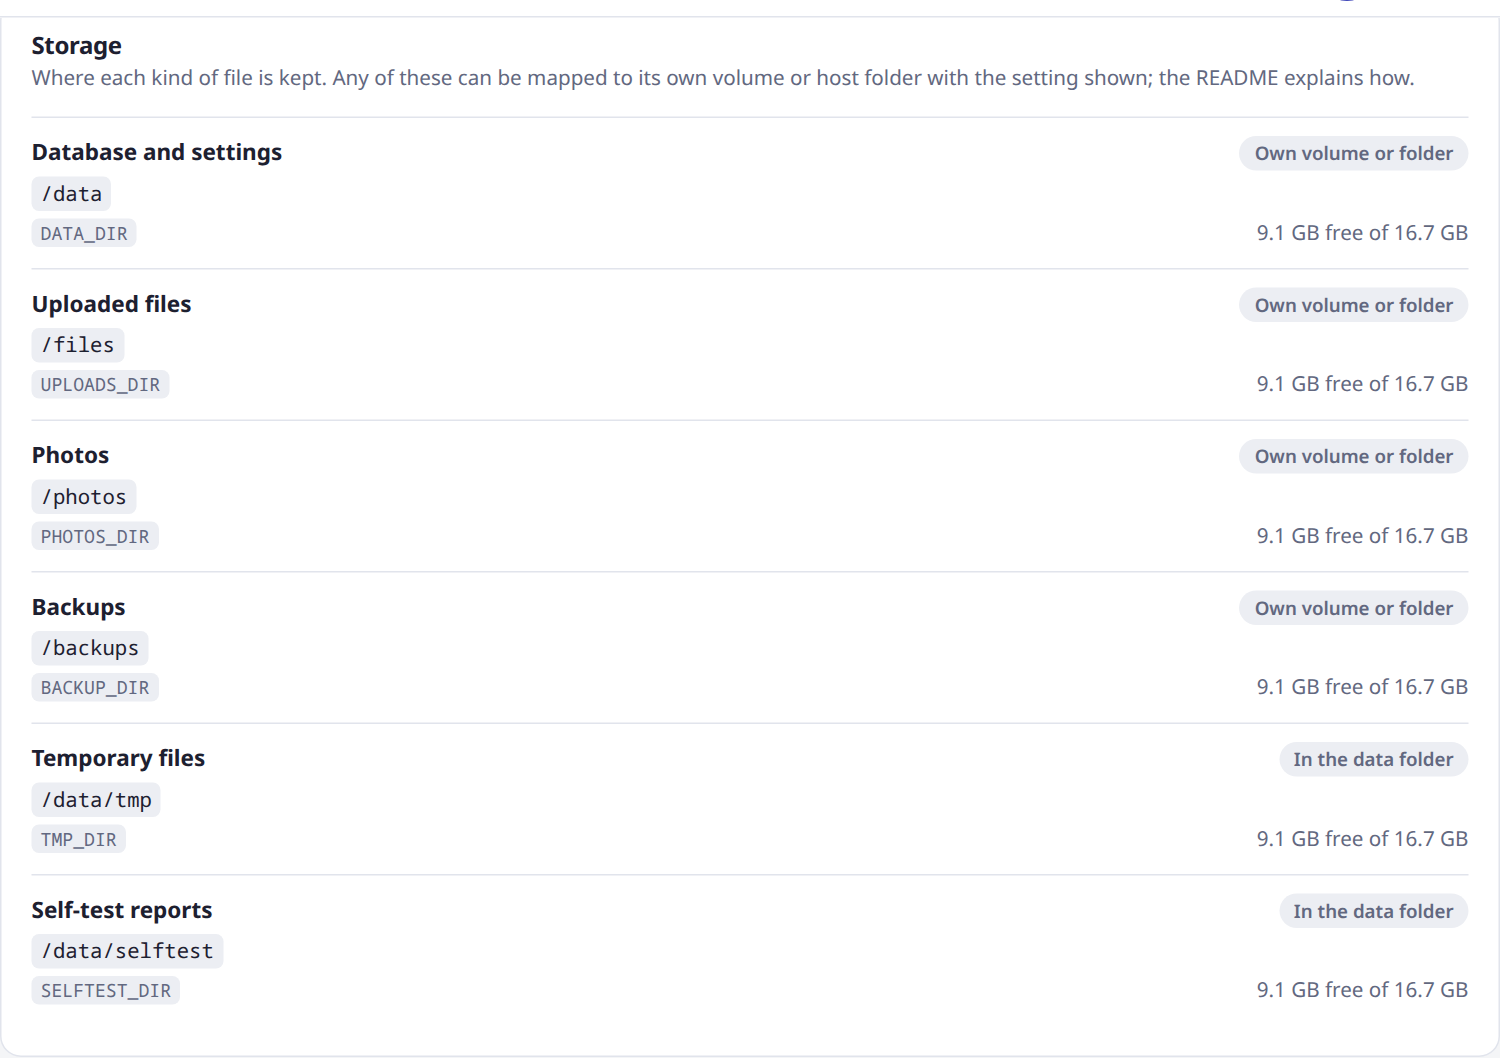 Storage
Where each kind of file is kept. Any of these can be mapped to its own volume or host folder with the setting shown; the README explains how.
Database and settings
Own volume or folder
/data
DATA_DIR
9.1 GB free of 16.7 GB
Uploaded files
Own volume or folder
/files
UPLOADS_DIR
9.1 GB free of 16.7 GB
Photos
Own volume or folder
/photos
PHOTOS_DIR
9.1 GB free of 16.7 GB
Backups
Own volume or folder
/backups
BACKUP_DIR
9.1 GB free of 16.7 GB
Temporary files
In the data folder
/data/tmp
TMP_DIR
9.1 GB free of 16.7 GB
Self-test reports
In the data folder
/data/selftest
SELFTEST_DIR
9.1 GB free of 16.7 GB